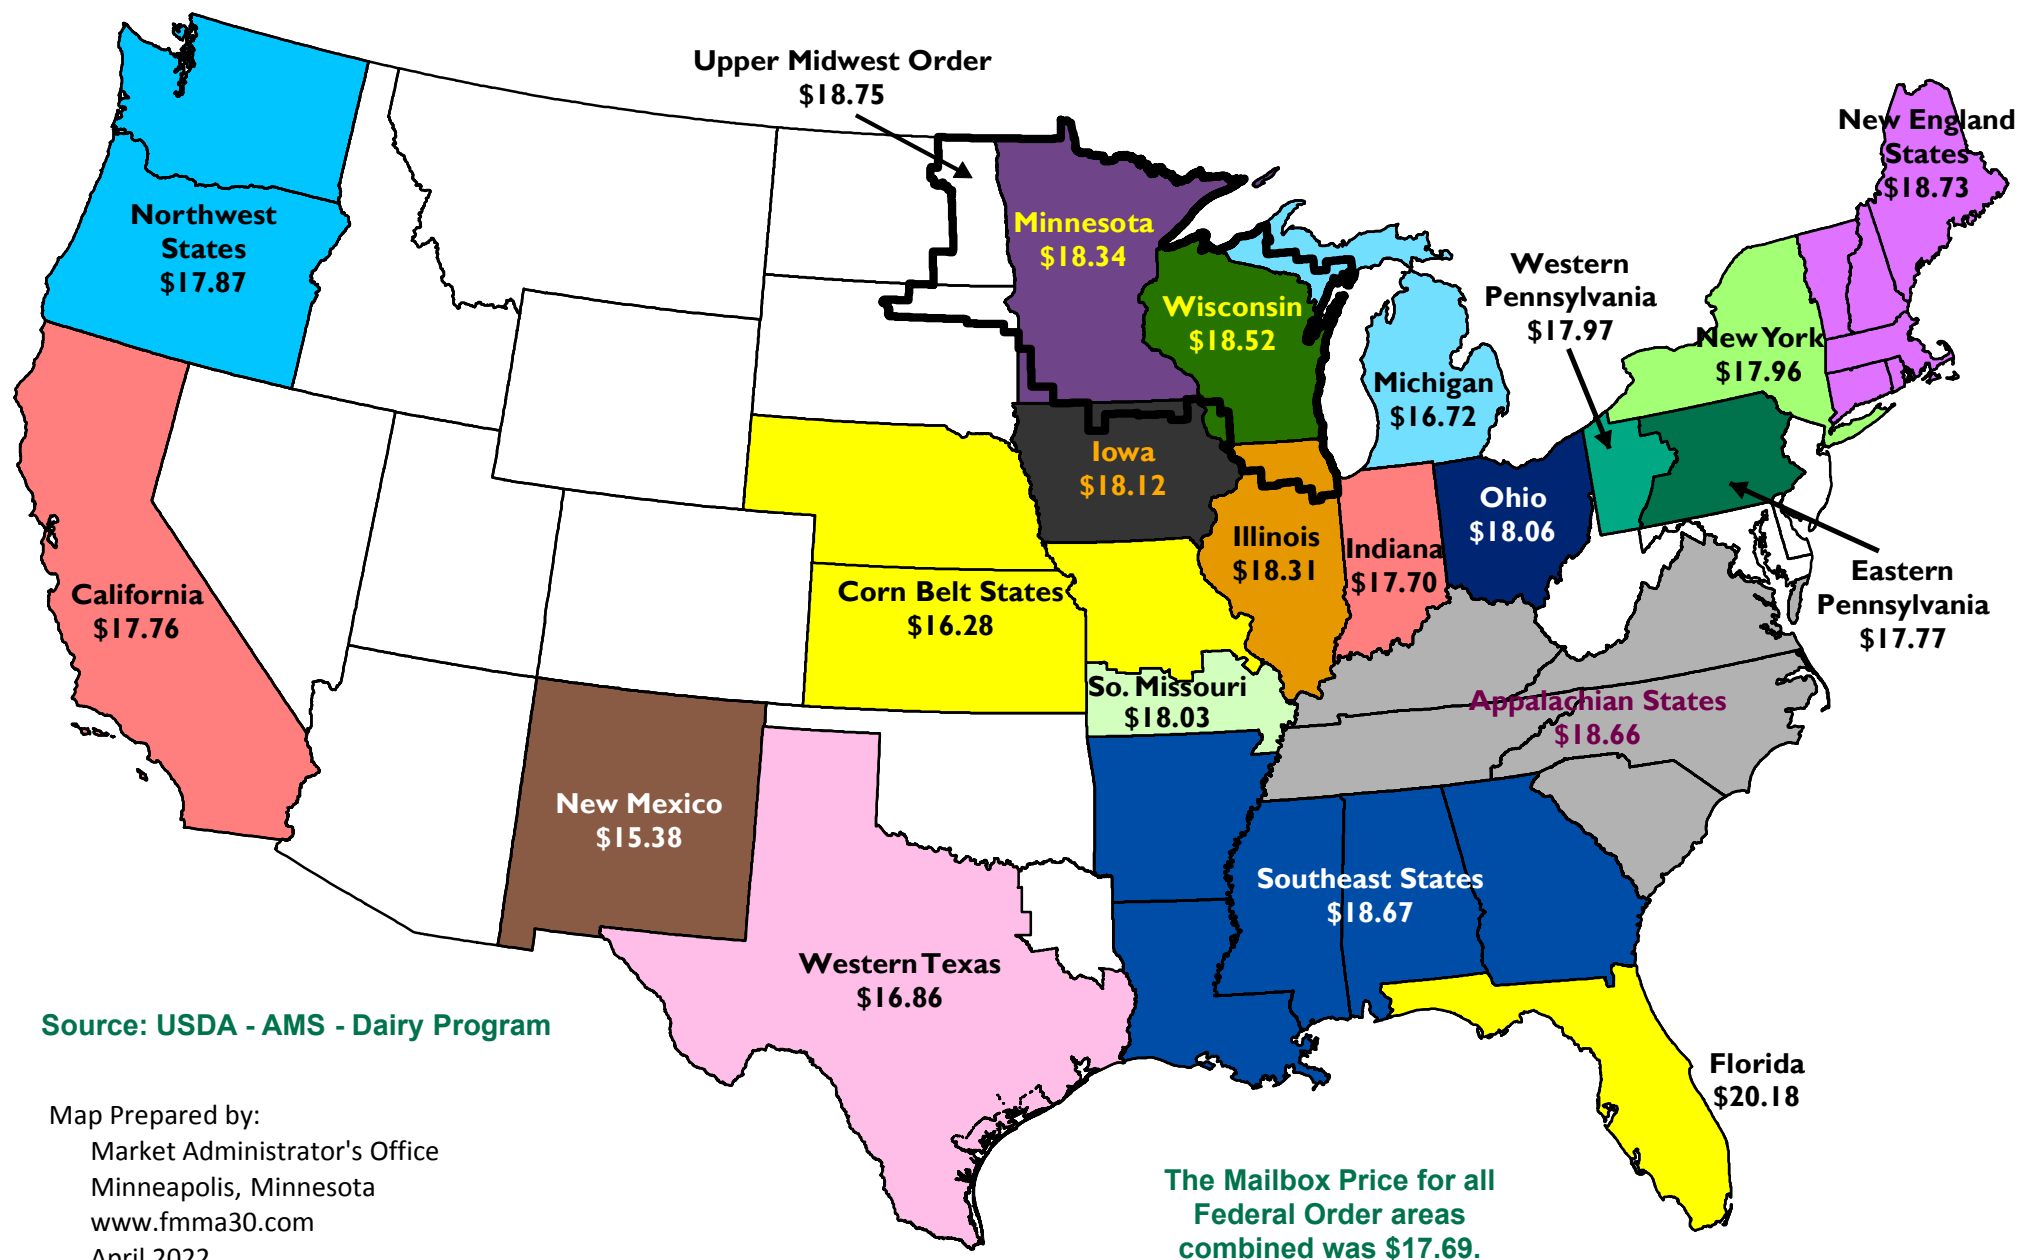 Upper Midwest Order
$18.75
New England
States
$18.73
Northwest
States
$17.87
Minnesota
$18.34
Wisconsin
$18.52
Western
Pennsylvania
$17.97
New York
$17.96
Michigan
$16.72
Iowa
$18.12
Ohio
$18.06
Illinois
$18.31
Indiana
$17.70
California
$17.76
Corn Belt States
$16.28
Eastern
Pennsylvania
$17.77
So. Missouri
$18.03
Appalachian States
$18.66
New Mexico
$15.38
Southeast States
$18.67
Western Texas
$16.86
Florida
$20.18
Source: USDA - AMS - Dairy Program
Map Prepared by:
Market Administrator's Office
Minneapolis, Minnesota
www.fmma30.com
April 2022
The Mailbox Price for all
Federal Order areas
combined was $17.69.